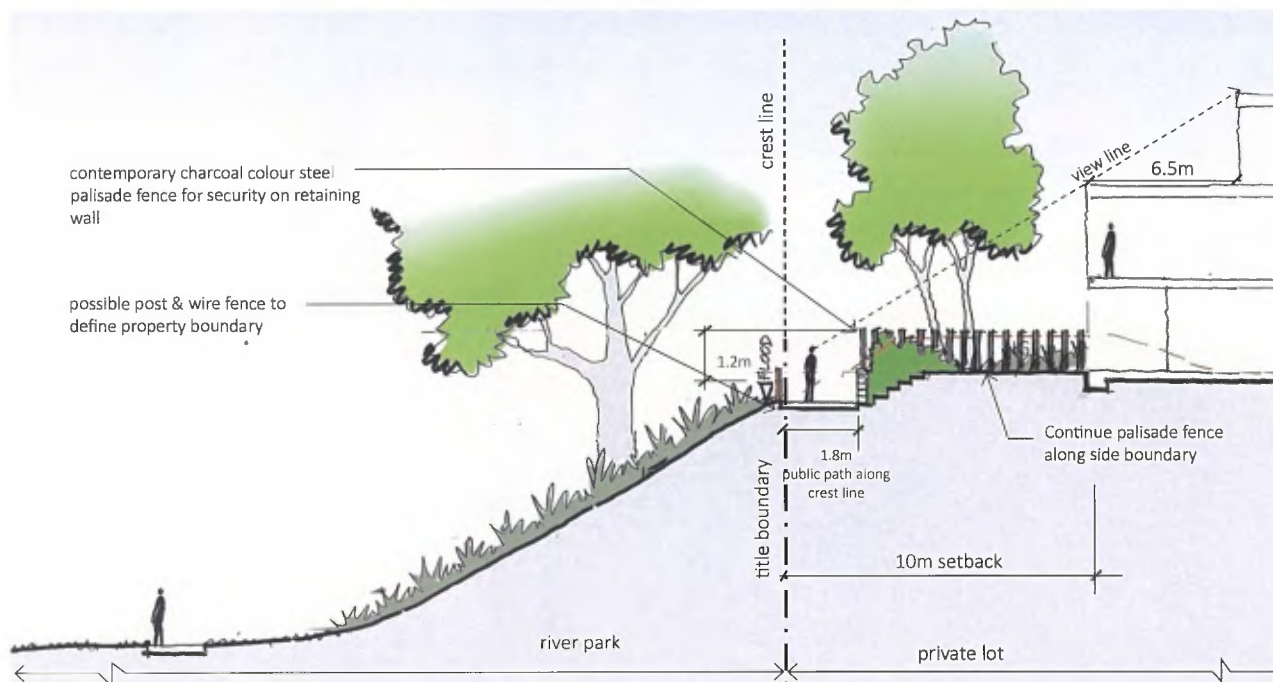 crest line
contemporary charcoal colour steel
palisade fence for security on retaining
wall
view line
6.5m
possible post & wire fence to
define property boundary
1.2m
FLOOD
Continue palisade fence
along side boundary
1.8m
public path along
crest line
title boundary
10m setback
river park
private lot